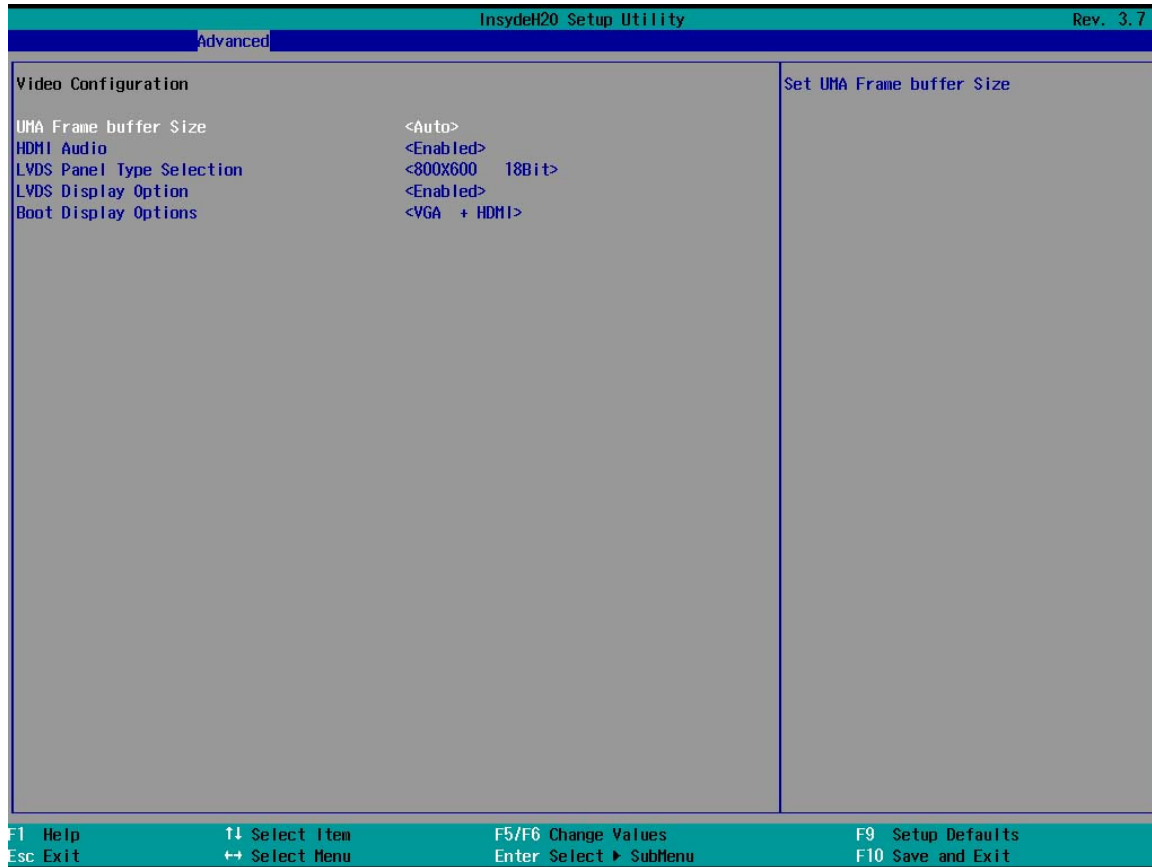 InsydeH20 Setup Utility Rev. 3.7
Advanced
Video Configuration
Set UMA Frame buffer Size
UMA Frame buffer Size <Auto>
HDMI Audio <Enabled>
LVDS Panel Type Selection <800X600 18Bit>
LVDS Display Option <Enabled>
Boot Display Options <VGA + HDMI>
F1 Help ↑↓ Select Item F5/F6 Change Values F9 Setup Defaults
Esc Exit ↔ Select Menu Enter Select ▶ SubMenu F10 Save and Exit